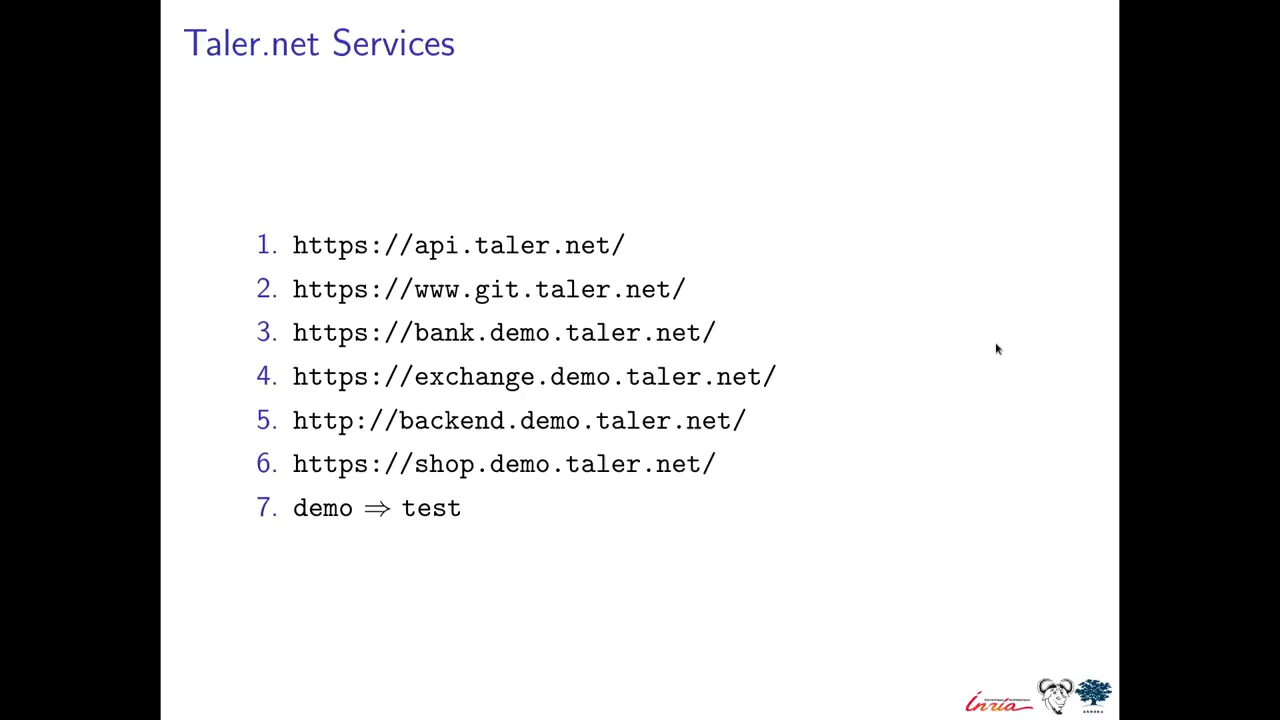 Taler.net Services
1. https://api.taler.net/
2. https://www.git.taler.net/
3. https://bank.demo.taler.net/
4. https://exchange.demo.taler.net/
5. http://backend.demo.taler.net/
6. https://shop.demo.taler.net/
7. demo ⇒ test
Inria
ASHOKA